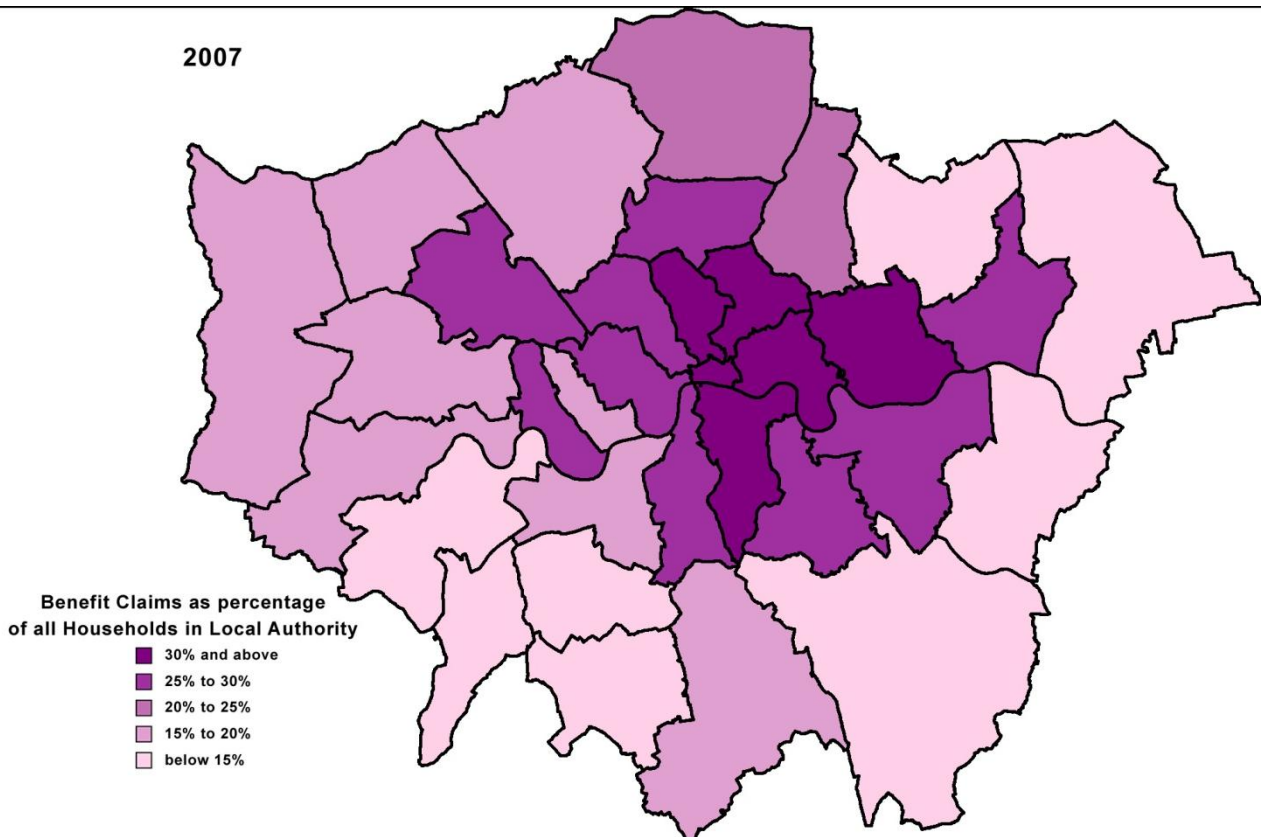 2007
Benefit Claims as percentage
of all Households in Local Authority
30% and above
25% to 30%
20% to 25%
15% to 20%
below 15%